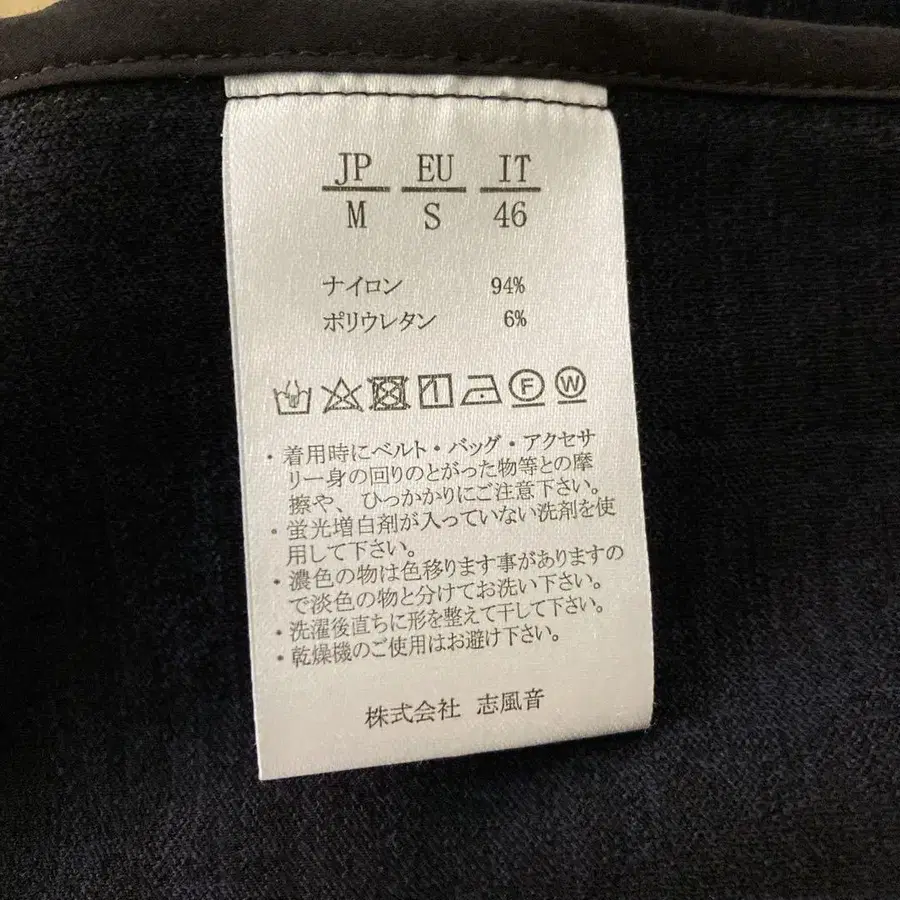 JP EU IT
M S 46
ナイロン 94%
ポリウレタン 6%
F W
・着用時にベルト・バッグ・アクセサ
リー身の回りのとがった物等との摩
擦や、ひっかかりにご注意下さい。
・蛍光増白剤が入っていない洗剤を使
用して下さい。
・濃色の物は色移ります事がありますの
で淡色の物と分けてお洗い下さい。
・洗濯後直ちに形を整えて干して下さい。
・乾燥機のご使用はお避け下さい。
株式会社 志風音